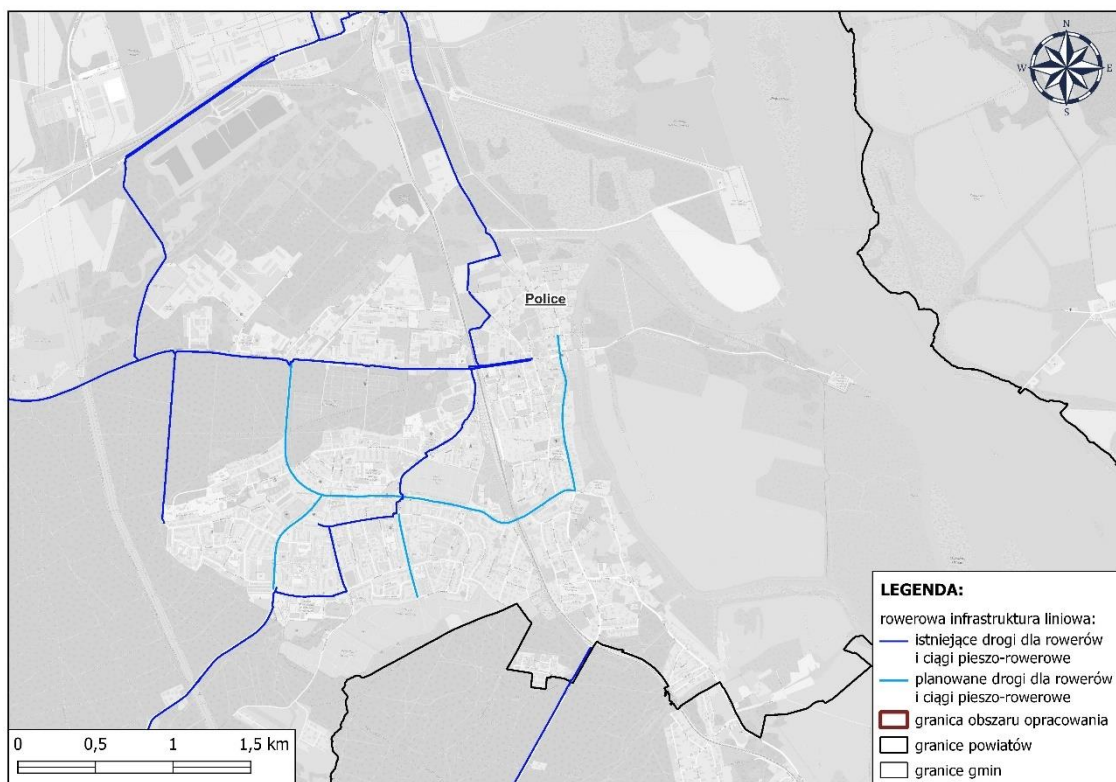 N
W
E
S
Police
LEGENDA:
rowerowa infrastruktura liniowa:
istniejące drogi dla rowerów
i ciągi pieszo-rowerowe
planowane drogi dla rowerów
i ciągi pieszo-rowerowe
granica obszaru opracowania
granice powiatów
granice gmin
0 0,5 1 1,5 km